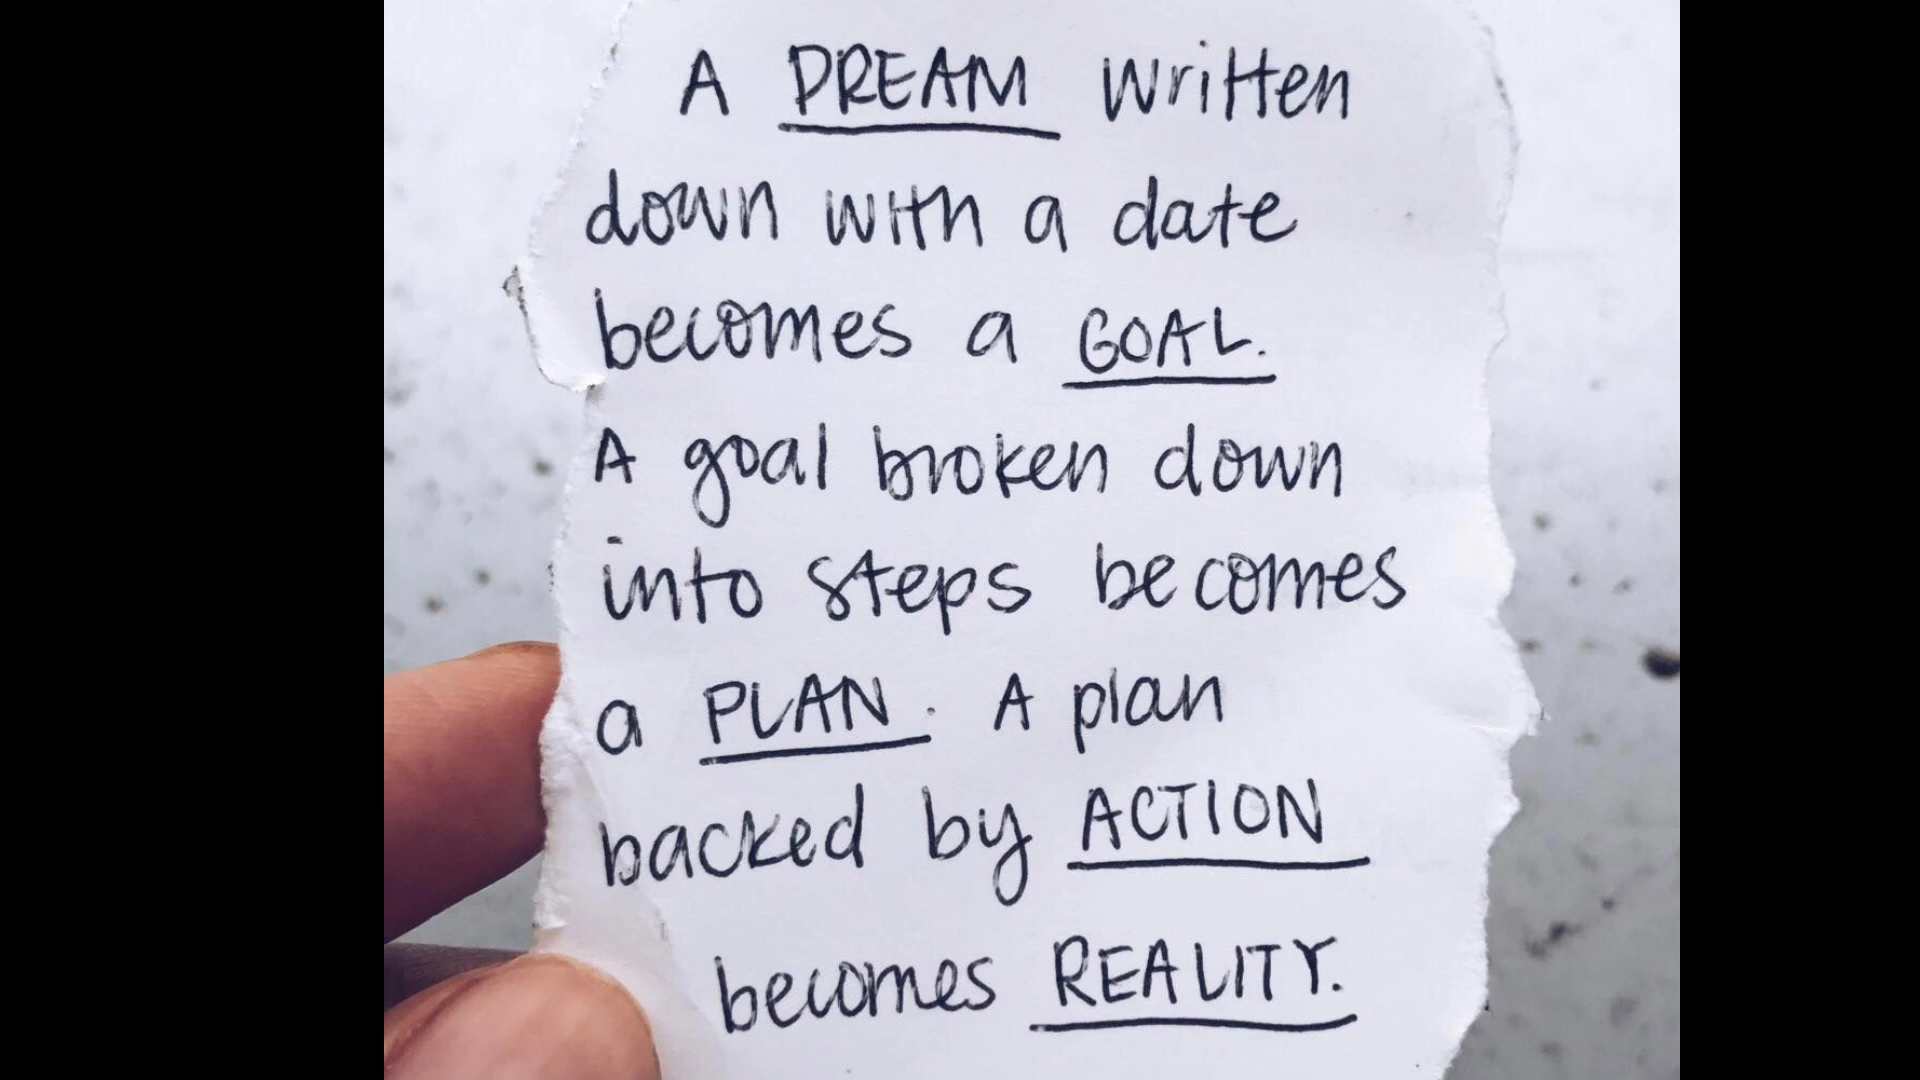 A DREAM written
down with a date
becomes a GOAL.
A goal broken down
into steps becomes
a PLAN. A plan
backed by ACTION
becomes REALITY.